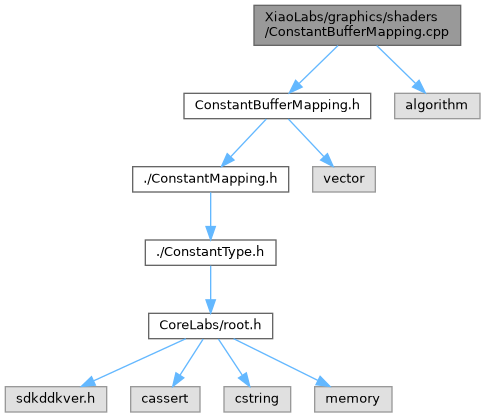 XiaoLabs/graphics/shaders
/ConstantBufferMapping.cpp
ConstantBufferMapping.h
algorithm
./ConstantMapping.h
vector
./ConstantType.h
CoreLabs/root.h
sdkddkver.h
cassert
cstring
memory